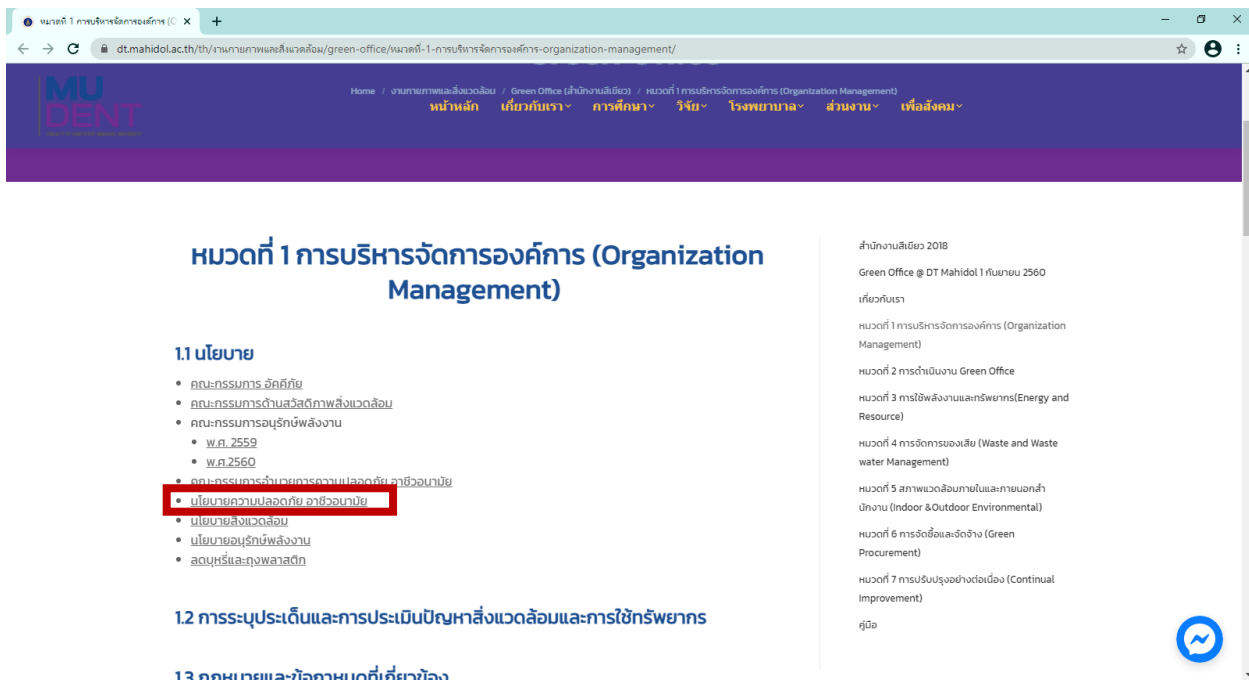 หมวดที่ 1 การบริหารจัดการองค์การ (O
dt.mahidol.ac.th/th/งานกายภาพและสิ่งแวดล้อม/green-office/หมวดที่-1-การบริหารจัดการองค์การ-organization-management/
MU
DENT
Home / งานกายภาพและสิ่งแวดล้อม / Green Office (สำนักงานสีเขียว) / หมวดที่ 1 การบริหารจัดการองค์การ (Organization Management)
หน้าหลัก เกี่ยวกับเรา การศึกษา วิจัย โรงพยาบาล ส่วนงาน เพื่อสังคม
หมวดที่ 1 การบริหารจัดการองค์การ (Organization
Management)
1.1 นโยบาย
คณะกรรมการ อัคคีภัย
คณะกรรมการด้านสวัสดิภาพสิ่งแวดล้อม
คณะกรรมการอนุรักษ์พลังงาน
พ.ศ. 2559
พ.ศ.2560
คณะกรรมการอำนวยการความปลอดภัย อาชีวอนามัย
นโยบายความปลอดภัย อาชีวอนามัย
นโยบายสิ่งแวดล้อม
นโยบายอนุรักษ์พลังงาน
ลดบุหรี่และถุงพลาสติก
1.2 การระบุประเด็นและการประเมินปัญหาสิ่งแวดล้อมและการใช้ทรัพยากร
1.3 กฎหมายและข้อกำหนดที่เกี่ยวข้อง
สำนักงานสีเขียว 2018
Green Office @ DT Mahidol 1 กันยายน 2560
เกี่ยวกับเรา
หมวดที่ 1 การบริหารจัดการองค์การ (Organization
Management)
หมวดที่ 2 การดำเนินงาน Green Office
หมวดที่ 3 การใช้พลังงานและทรัพยากร(Energy and
Resource)
หมวดที่ 4 การจัดการของเสีย (Waste and Waste
water Management)
หมวดที่ 5 สภาพแวดล้อมภายในและภายนอกสำ
นักงาน (Indoor &Outdoor Environmental)
หมวดที่ 6 การจัดซื้อและจัดจ้าง (Green
Procurement)
หมวดที่ 7 การปรับปรุงอย่างต่อเนื่อง (Continual
Improvement)
คู่มือ